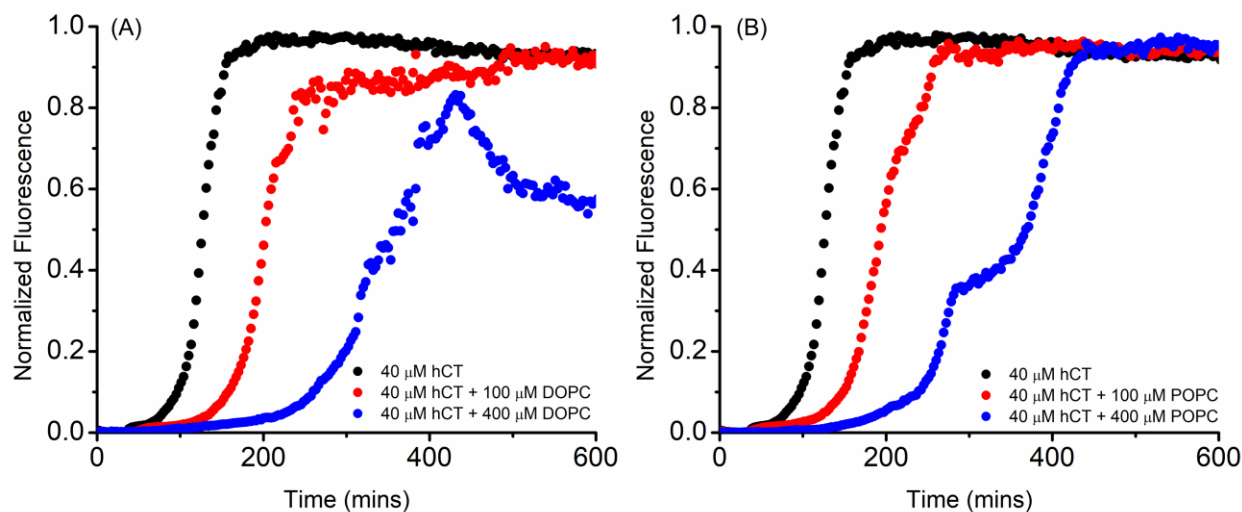 (A)
Normalized Fluorescence
1.0
0.8
0.6
0.4
0.2
0.0
40 μM hCT
40 μM hCT + 100 μM DOPC
40 μM hCT + 400 μM DOPC
0 200 400 600
Time (mins)
(B)
Normalized Fluorescence
1.0
0.8
0.6
0.4
0.2
0.0
40 μM hCT
40 μM hCT + 100 μM POPC
40 μM hCT + 400 μM POPC
0 200 400 600
Time (mins)